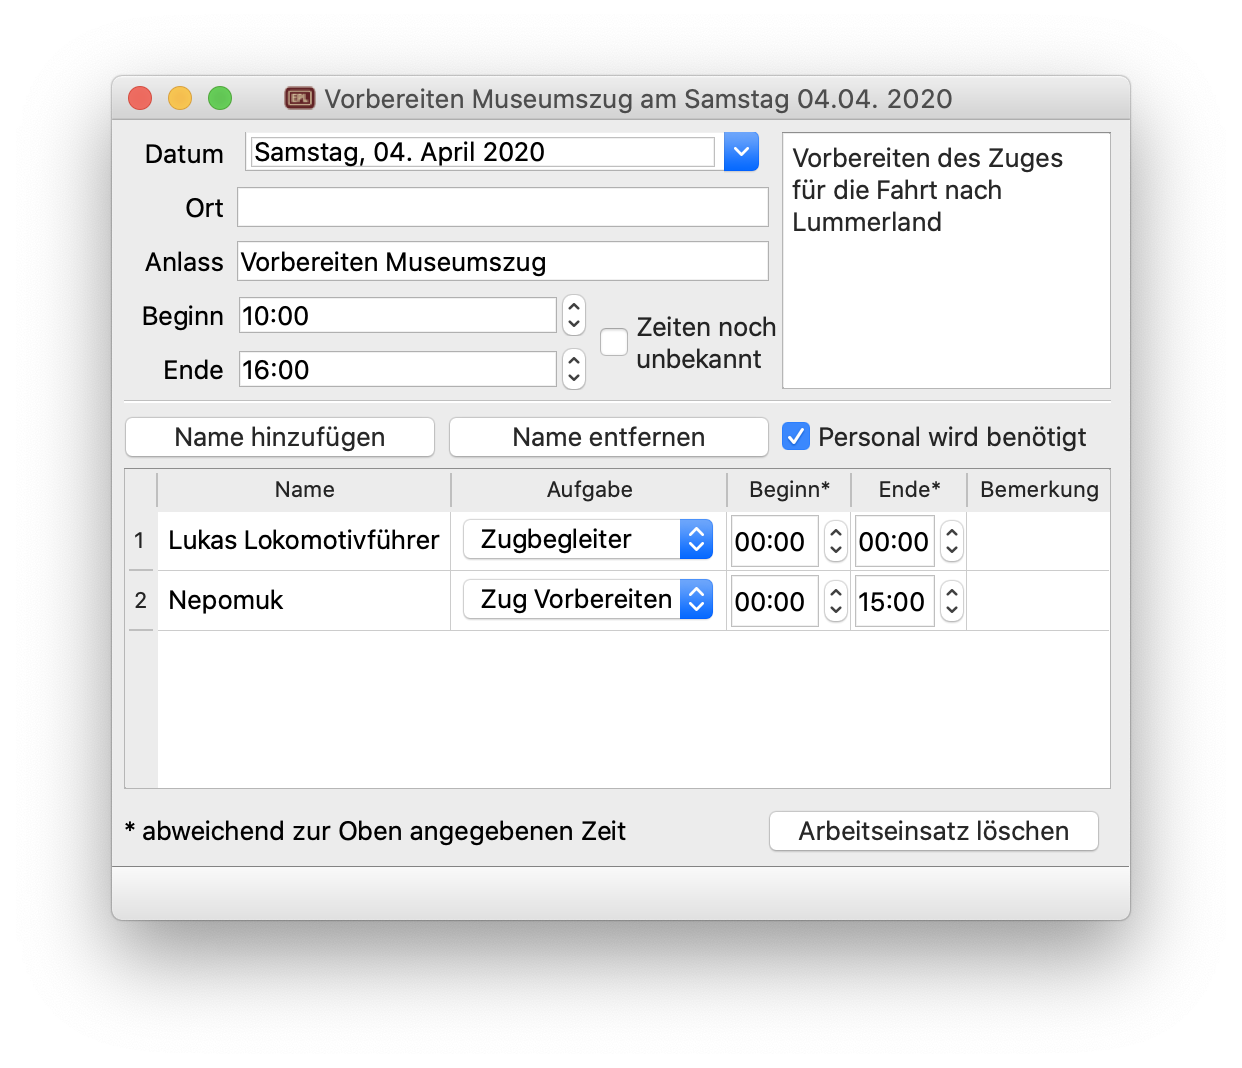 EPL Vorbereiten Museumszug am Samstag 04.04. 2020
Datum
Samstag, 04. April 2020
Ort
Anlass
Vorbereiten Museumszug
Beginn
10:00
Ende
16:00
Zeiten noch
unbekannt
Vorbereiten des Zuges
für die Fahrt nach
Lummerland
Name hinzufügen
Name entfernen
Personal wird benötigt
Name Aufgabe Beginn* Ende* Bemerkung
1 Lukas Lokomotivführer Zugbegleiter 00:00 00:00
2 Nepomuk Zug Vorbereiten 00:00 15:00
* abweichend zur Oben angegebenen Zeit
Arbeitseinsatz löschen